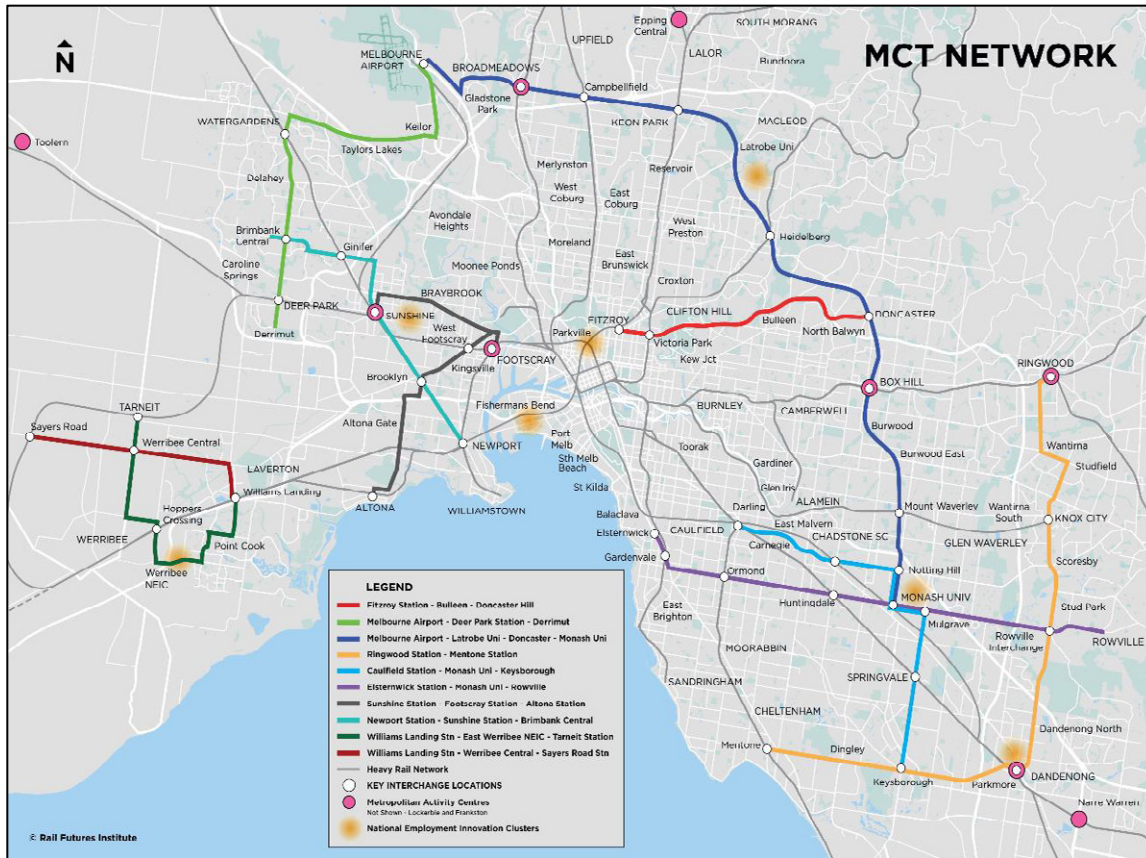 MCT NETWORK
N
Epping
Central
SOUTH MORANG
UPFIELD
LALOR
Bundoora
MELBOURNE
AIRPORT
BROADMEADOWS
Gladstone
Park
Campbellfield
KEON PARK
MACLEOD
Latrobe Uni
WATERGARDENS
Keilor
Taylors Lakes
Toolern
Merlynston
Reservoir
Delahey
West
Coburg
East
Coburg
West
Preston
Avondale
Heights
Brimbank
Central
Ginifer
Moreland
Heidelberg
East
Brunswick
Caroline
Springs
Moonee Ponds
Croxton
DEER PARK
BRAYBROOK
SUNSHINE
CLIFTON HILL
FITZROY
Bulleen
DONCASTER
North Balwyn
Derrimut
West
Footscray
Parkville
Victoria Park
FOOTSCRAY
Kew Jct
Kingsville
RINGWOOD
Brooklyn
BOX HILL
TARNEIT
Fishermans Bend
BURNLEY
CAMBERWELL
Sayers Road
Altona Gate
Burwood
Werribee Central
NEWPORT
Port
Melb
Toorak
Wantirna
Sth Melb
Beach
Burwood East
Studfield
LAVERTON
Gardiner
Williams Landing
St Kilda
Glen Iris
ALAMEIN
Hoppers
Crossing
ALTONA
WILLIAMSTOWN
Balaclava
Darling
Mount Waverley
Wantirna
South
KNOX CITY
WERRIBEE
Point Cook
Elsternwick
CAULFIELD
East Malvern
CHADSTONE SC
GLEN WAVERLEY
Carnegie
Gardenvale
Scoresby
Werribee
NEIC
Ormond
Notting Hill
MONASH UNIV
Huntingdale
Mulgrave
Stud Park
East
Brighton
Rowville
Interchange
ROWVILLE
MOORABBIN
SPRINGVALE
SANDRINGHAM
CHELTENHAM
Dandenong North
Mentone
Dingley
Keysborough
Parkmore
DANDENONG
Narre Warren
LEGEND
Fitzroy Station - Bulleen - Doncaster Hill
Melbourne Airport - Deer Park Station - Derrimut
Melbourne Airport - Latrobe Uni - Doncaster - Monash Uni
Ringwood Station - Mentone Station
Caulfield Station - Monash Uni - Keysborough
Elsternwick Station - Monash Uni - Rowville
Sunshine Station - Footscray Station - Altona Station
Newport Station - Sunshine Station - Brimbank Central
Williams Landing Stn - East Werribee NEIC - Tarneit Station
Williams Landing Stn - Werribee Central - Sayers Road Stn
Heavy Rail Network
KEY INTERCHANGE LOCATIONS
Metropolitan Activity Centres
Not Shown - Lockerbie and Frankston
National Employment Innovation Clusters
© Rail Futures Institute